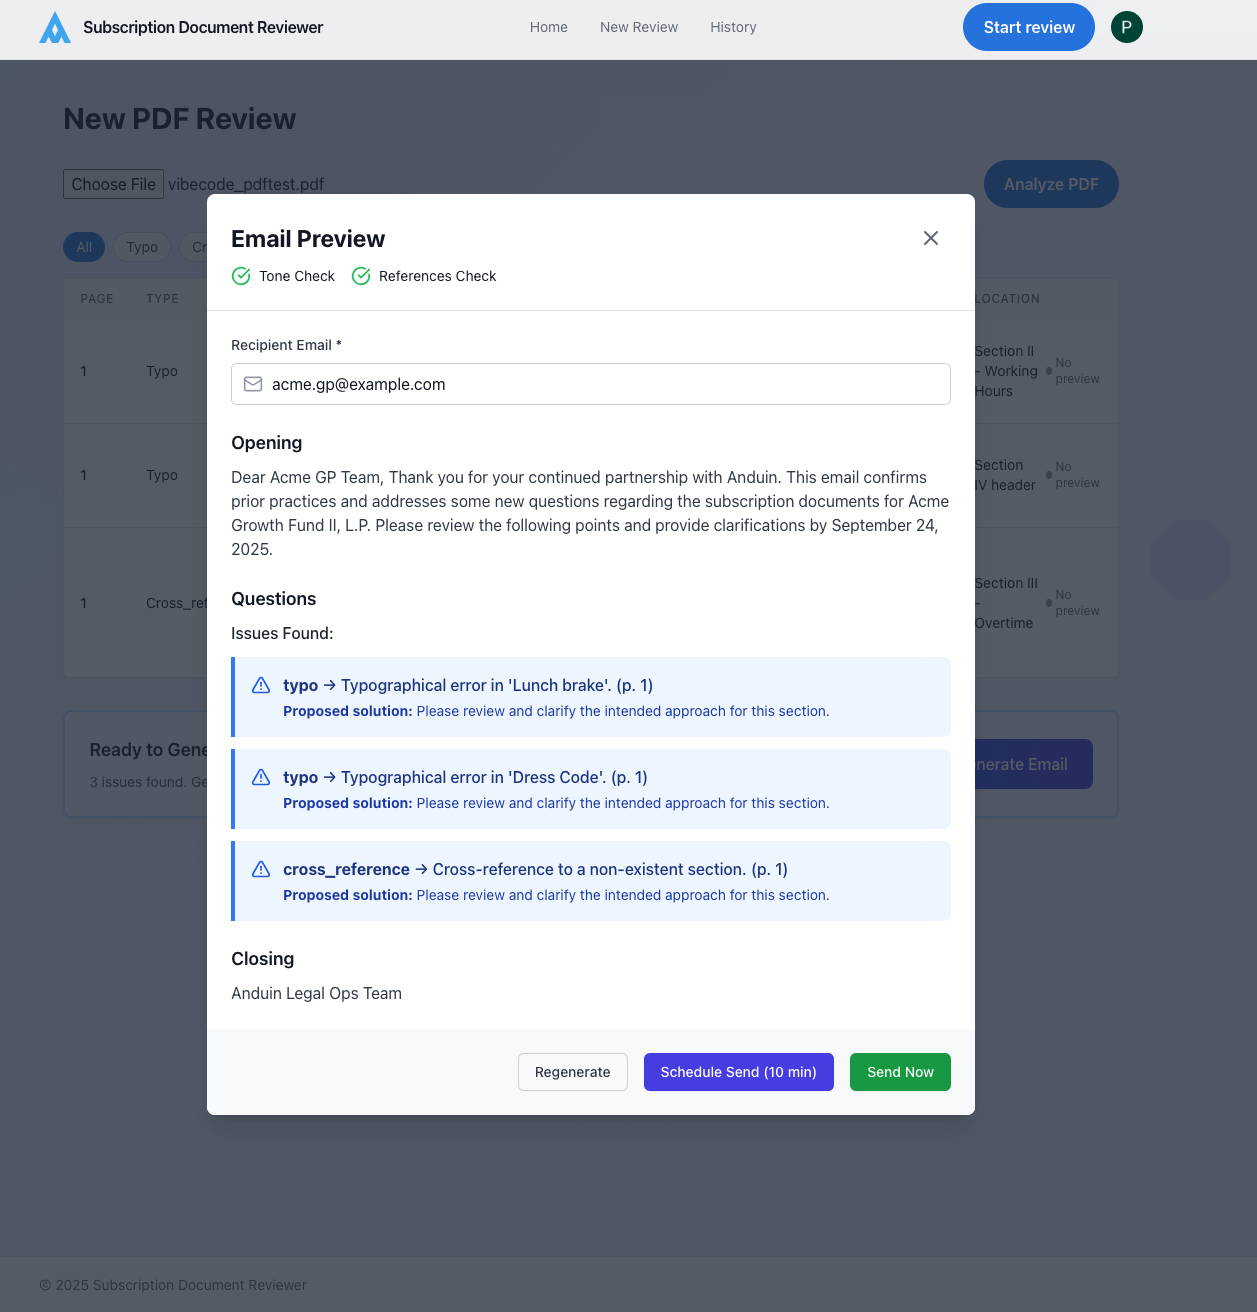 Subscription Document Reviewer
Home
New Review
History
Start review
P
New PDF Review
Choose File
vibecode_pdftest.pdf
Analyze PDF
All
Typo
Cr
PAGE
TYPE
LOCATION
1
Typo
Section II
- Working
Hours
No
preview
1
Typo
Section
IV header
No
preview
1
Cross_ref
Section III
-
Overtime
No
preview
Ready to Gene
3 issues found. Ge
nerate Email
Email Preview
Tone Check
References Check
Recipient Email *
acme.gp@example.com
Opening
Dear Acme GP Team, Thank you for your continued partnership with Anduin. This email confirms
prior practices and addresses some new questions regarding the subscription documents for Acme
Growth Fund II, L.P. Please review the following points and provide clarifications by September 24,
2025.
Questions
Issues Found:
typo → Typographical error in 'Lunch brake'. (p. 1)
Proposed solution: Please review and clarify the intended approach for this section.
typo → Typographical error in 'Dress Code'. (p. 1)
Proposed solution: Please review and clarify the intended approach for this section.
cross_reference → Cross-reference to a non-existent section. (p. 1)
Proposed solution: Please review and clarify the intended approach for this section.
Closing
Anduin Legal Ops Team
Regenerate
Schedule Send (10 min)
Send Now
© 2025 Subscription Document Reviewer